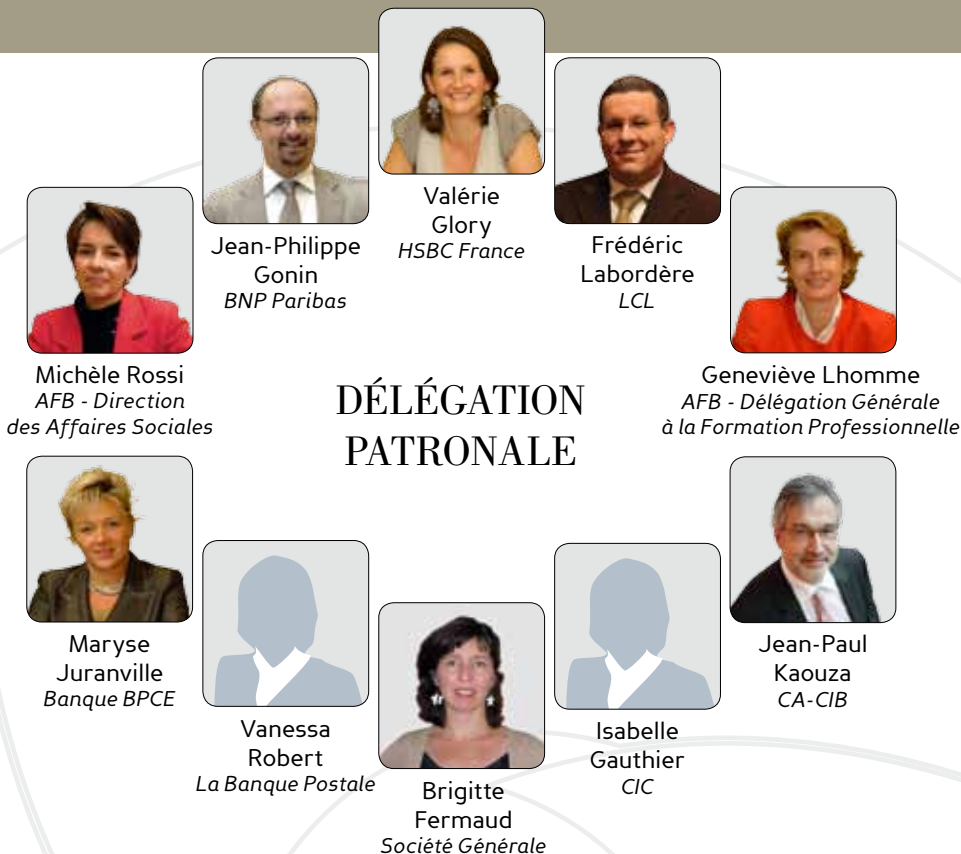 Valérie
Glory
HSBC France
Jean-Philippe
Gonin
BNP Paribas
Frédéric
Labordère
LCL
Michèle Rossi
AFB - Direction
des Affaires Sociales
Geneviève Lhomme
AFB - Délégation Générale
à la Formation Professionnelle
DÉLÉGATION
PATRONALE
Maryse
Juranville
Banque BPCE
Jean-Paul
Kaouza
CA-CIB
Vanessa
Robert
La Banque Postale
Isabelle
Gauthier
CIC
Brigitte
Fermaud
Société Générale